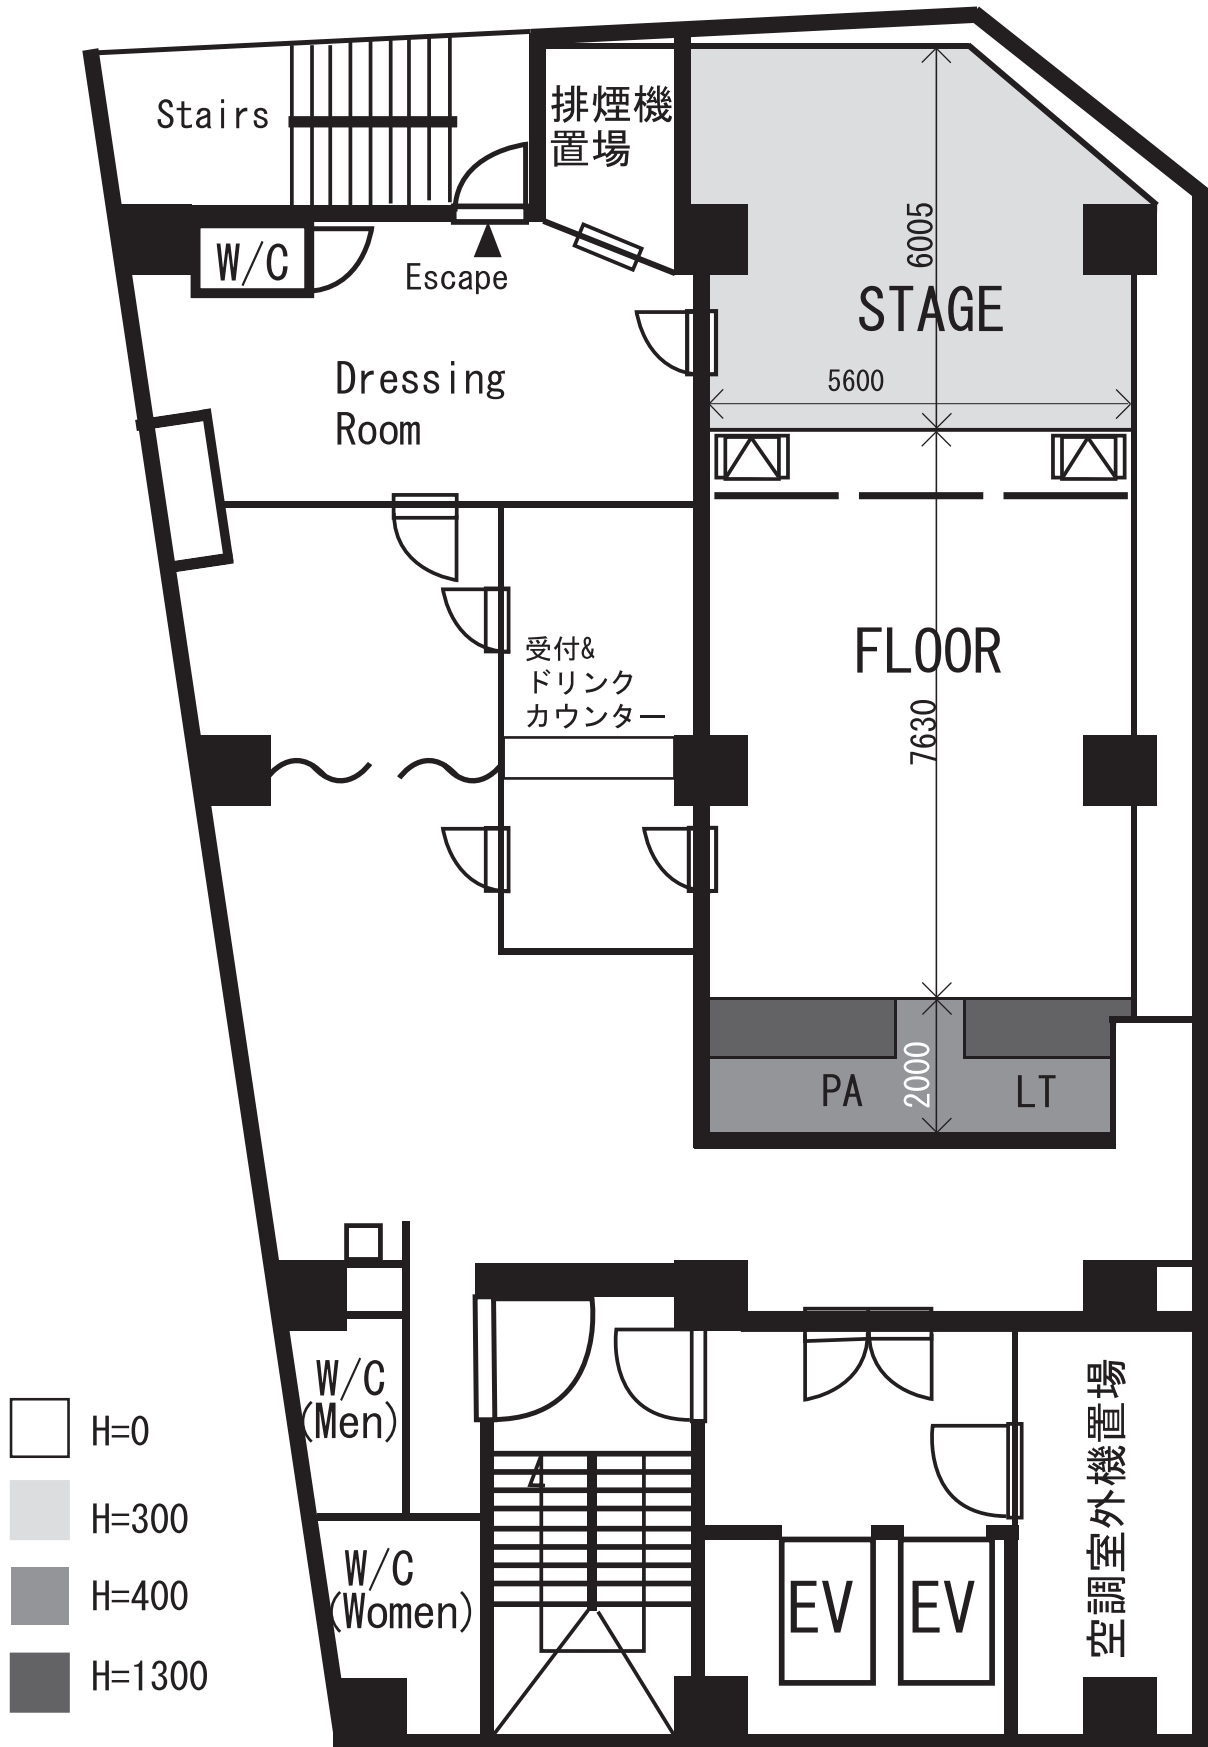 Stairs
排煙機
置場
W/C
Escape
6005
STAGE
5600
Dressing
Room
FLOOR
受付&
ドリンク
カウンター
7630
PA
2000
LT
W/C
(Men)
W/C
(Women)
EV
EV
空調室外機置場
H=0
H=300
H=400
H=1300